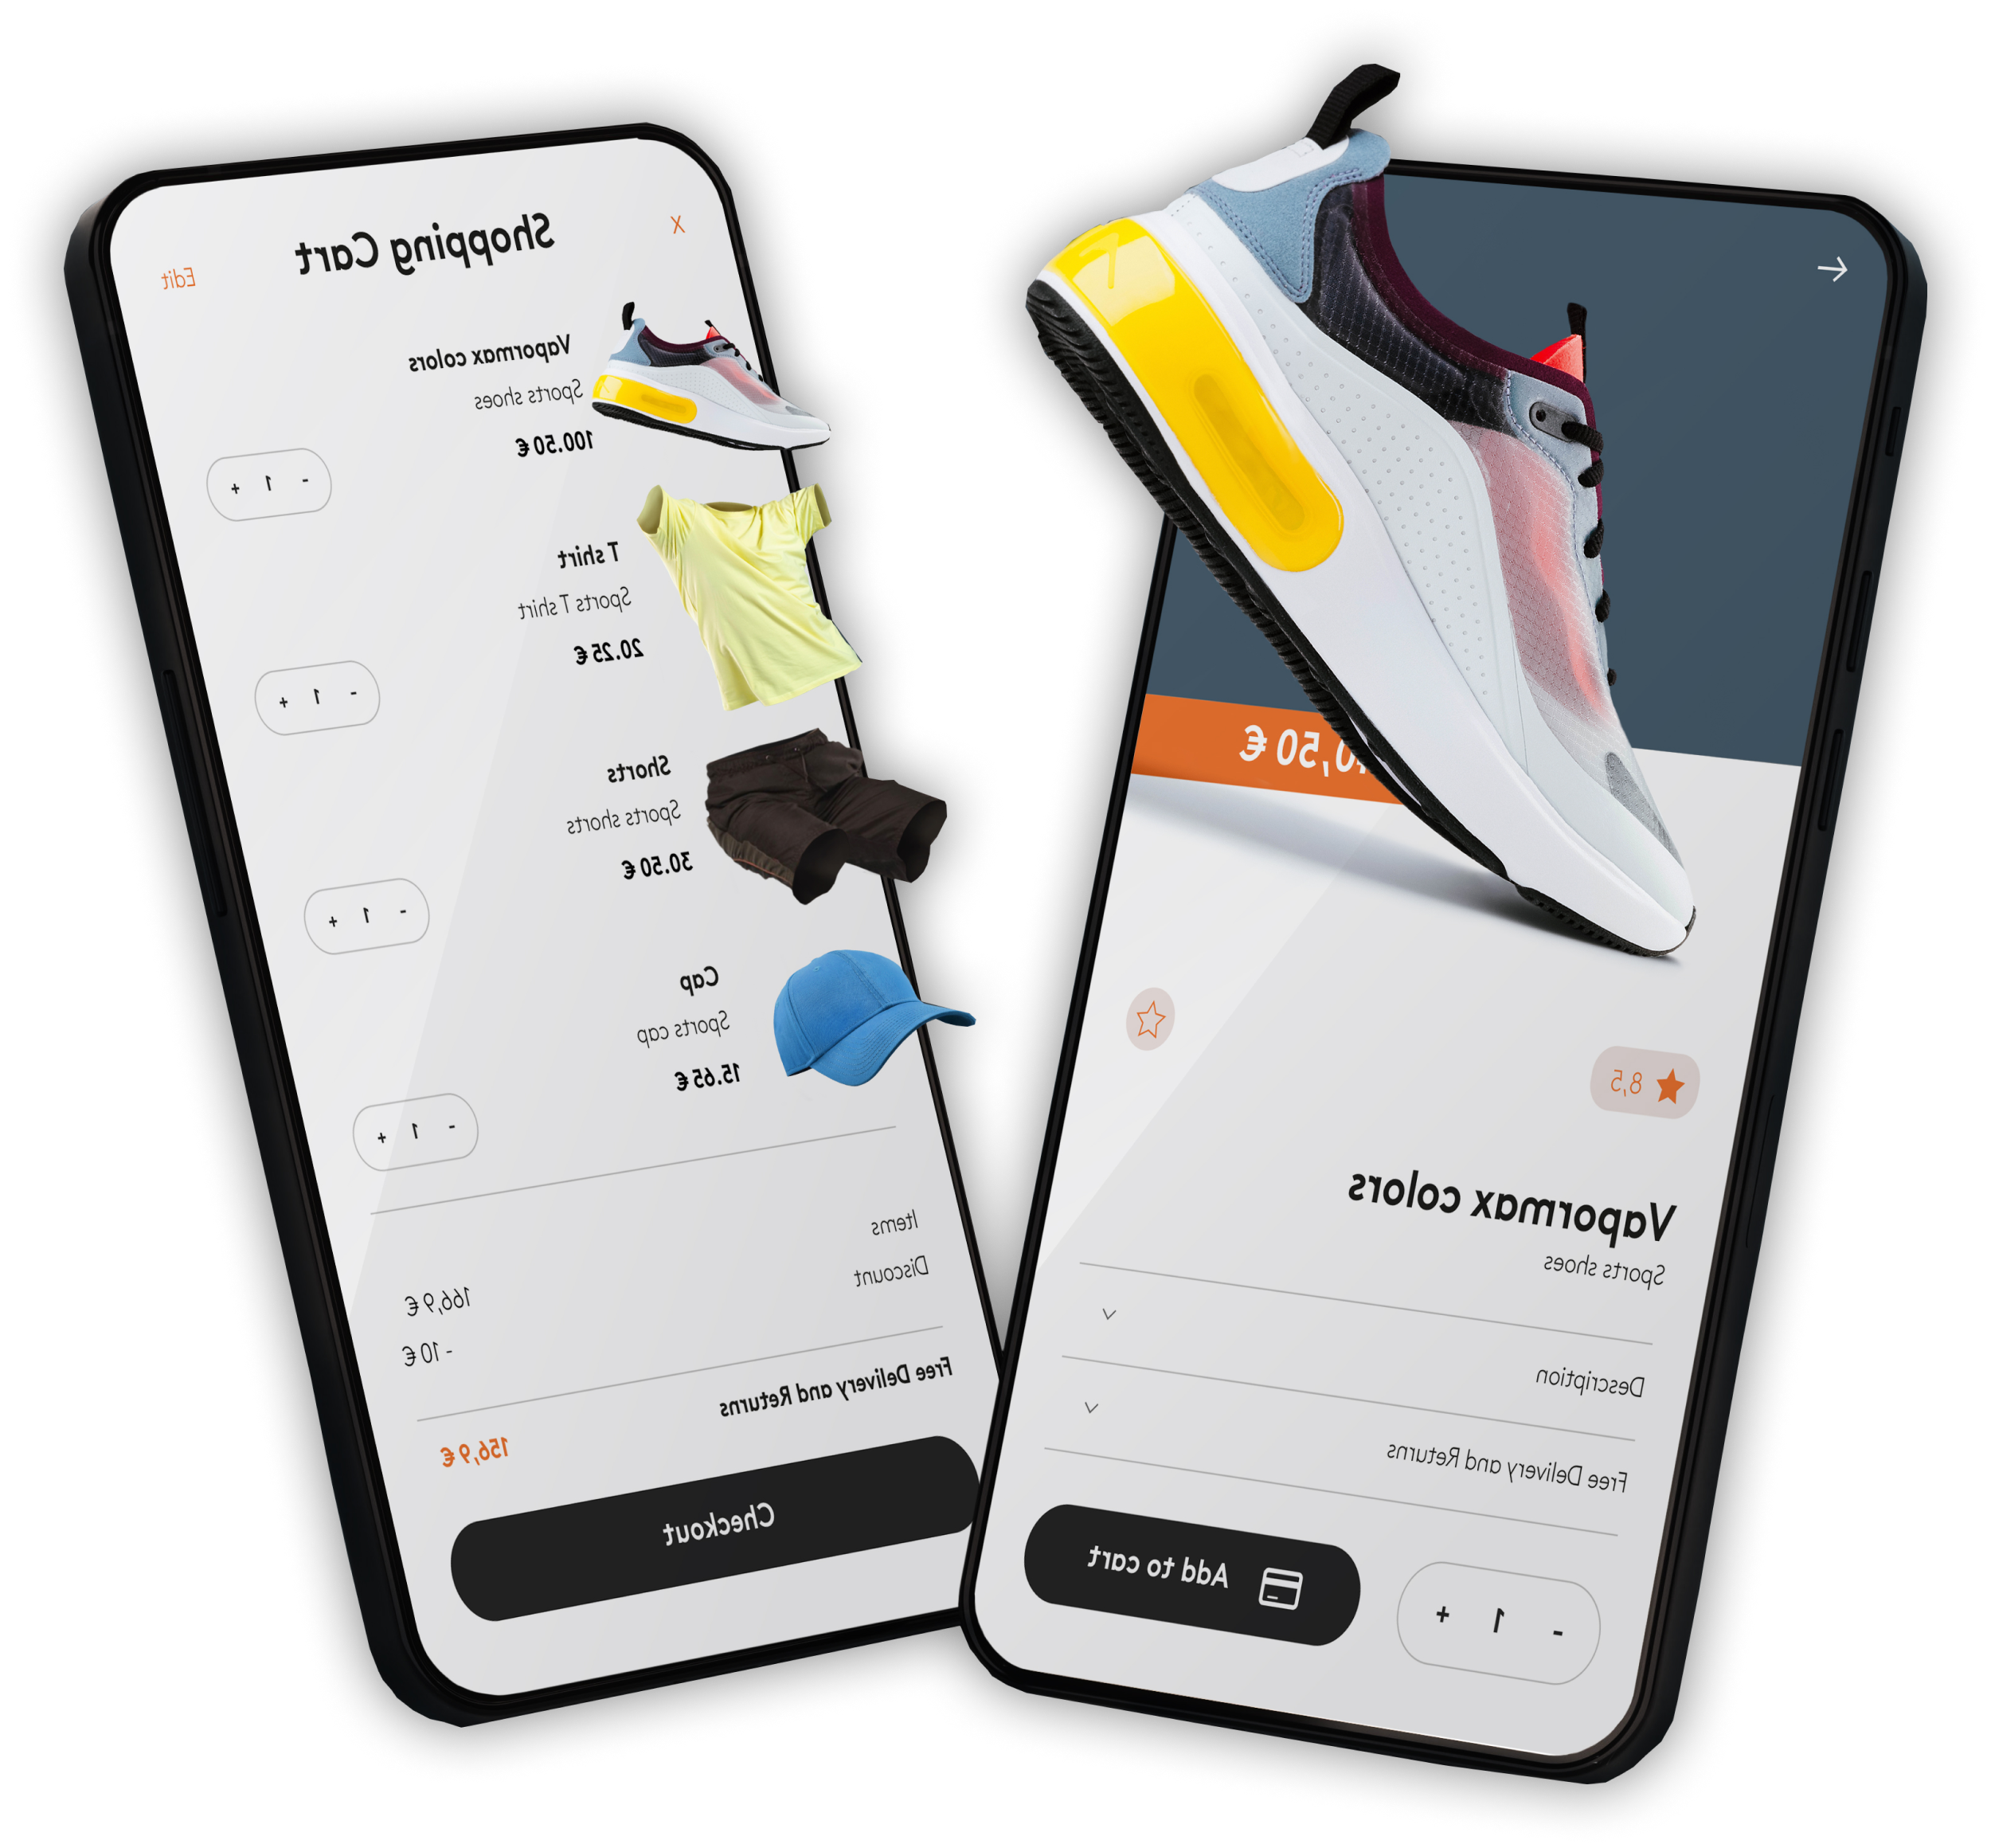 Shopping Cart
X
Edit
Vapormax colors
Sports shoes
100.50 €
- 1 +
T shirt
Sports T shirt
20.25 €
- 1 +
Shorts
Sports shorts
30.50 €
- 1 +
Cap
Sports cap
15.65 €
- 1 +
Items
166,9 €
Discount
- 10 €
Free Delivery and Returns
156,9 €
Checkout
0,50 €
8,5
Vapormax colors
Sports shoes
Description
Free Delivery and Returns
- 1 +
Add to cart